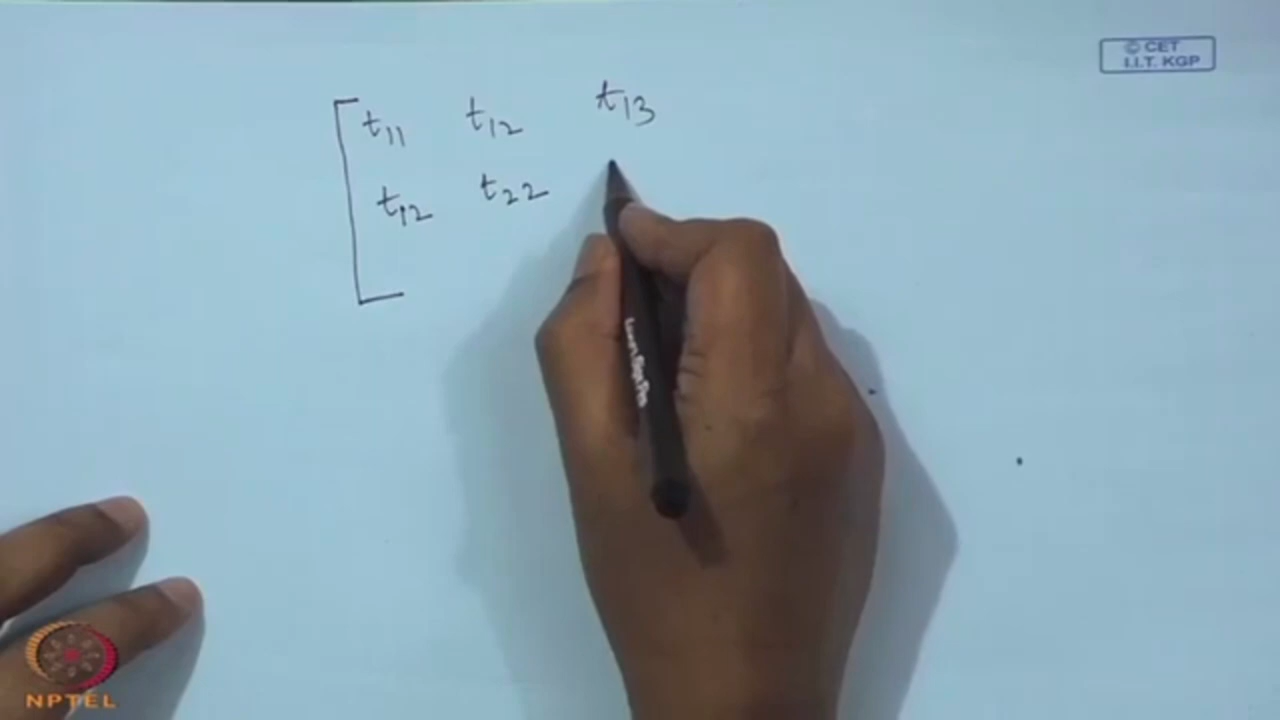 © CET
I.I.T. KGP
t₁₁ t₁₂ t₁₃
t₁₂ t₂₂
NPTEL